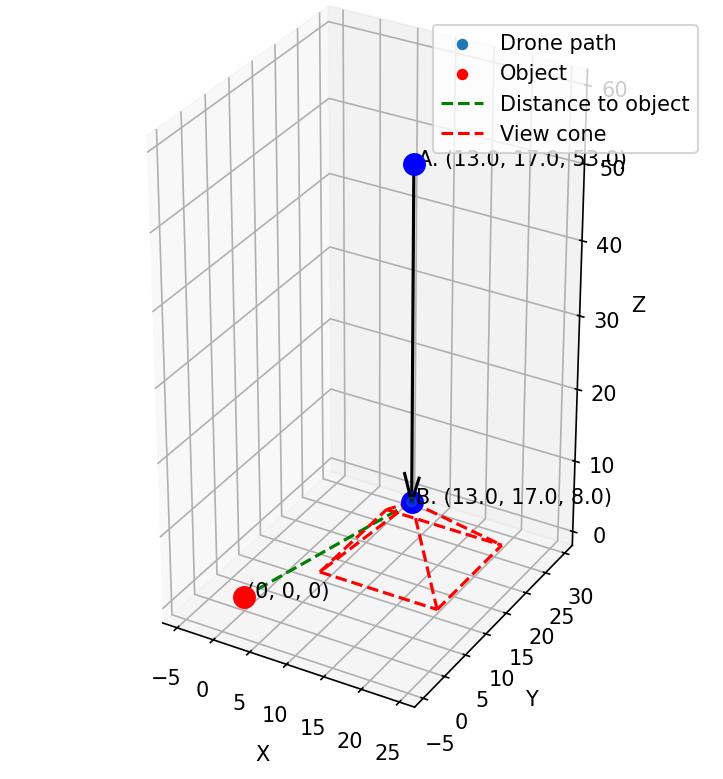 Drone path
Object
Distance to object
View cone
A. (13.0, 17.0, 53.0)
B. (13.0, 17.0, 8.0)
(0, 0, 0)
60
50
40
30
20
10
0
Z
−5
0
5
10
15
20
25
X
−5
0
5
10
15
20
25
30
Y